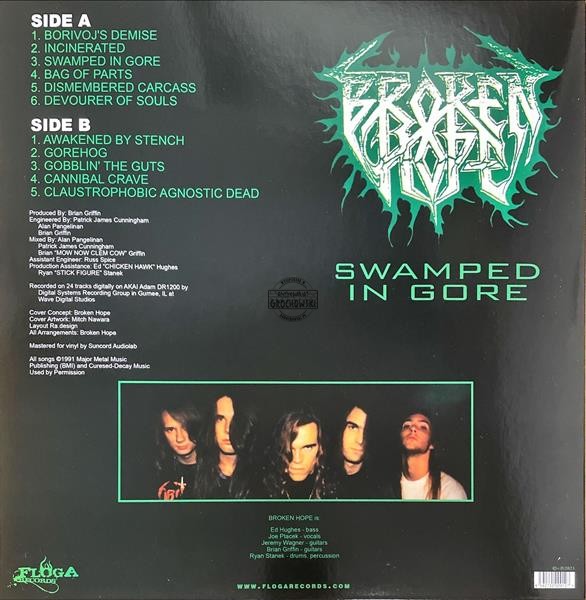 SIDE A
1. BORIVOJ'S DEMISE
2. INCINERATED
3. SWAMPED IN GORE
4. BAG OF PARTS
5. DISMEMBERED CARCASS
6. DEVOURER OF SOULS
SIDE B
1. AWAKENED BY STENCH
2. GOREHOG
3. GOBBLIN' THE GUTS
4. CANNIBAL CRAVE
5. CLAUSTROPHOBIC AGNOSTIC DEAD
BROKEN
HOPE
SWAMPED
IN GORE
Produced By: Brian Griffin
Engineered By: Patrick James Cunningham
Alan Pangelinan
Brian Griffin
Mixed By: Alan Pangelinan
Patrick James Cunningham
Brian "MOW NOW CLEM COW" Griffin
Assistant Engineer: Russ Spice
Production Assistance: Ed "CHICKEN HAWK" Hughes
Ryan "STICK FIGURE" Stanek
Recorded on 24 tracks digitally on AKAI Adam DR1200 by
Digital Systems Recording Group in Gurnee, IL at
Wave Digital Studios
Cover Concept: Broken Hope
Cover Artwork: Mitch Nawara
Layout Ra.design
All Arrangements: Broken Hope
Mastered for vinyl by Suncord Audiolab
All songs ©1991 Major Metal Music
Publishing (BMI) and Curesed-Decay Music
Used by Permission
GROCHOWSKI
BROKEN HOPE is:
Ed Hughes - bass
Joe Ptacek - vocals
Jeremy Wagner - guitars
Brian Griffin - guitars
Ryan Stanek - drums, percussion
FLOGA
RECORDS
WWW.FLOGARECORDS.COM